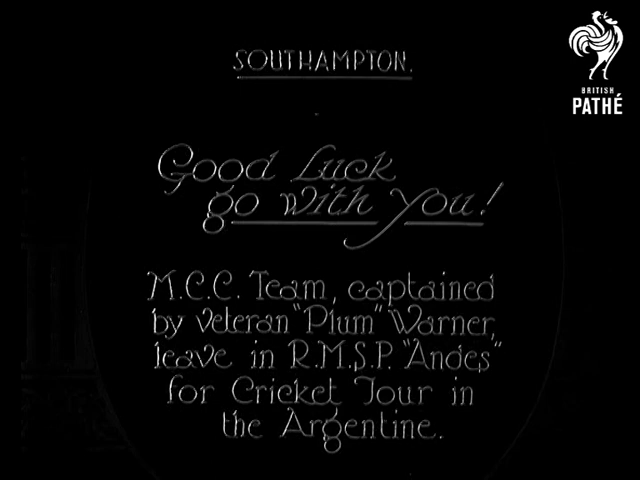 SOUTHAMPTON.
BRITISH
PATHÉ
Good Luck
go with You!
M.C.C. Team, captained
by veteran "Plum" Warner,
leave in R.M.S.P. "Andes"
for Cricket Tour in
the Argentine.